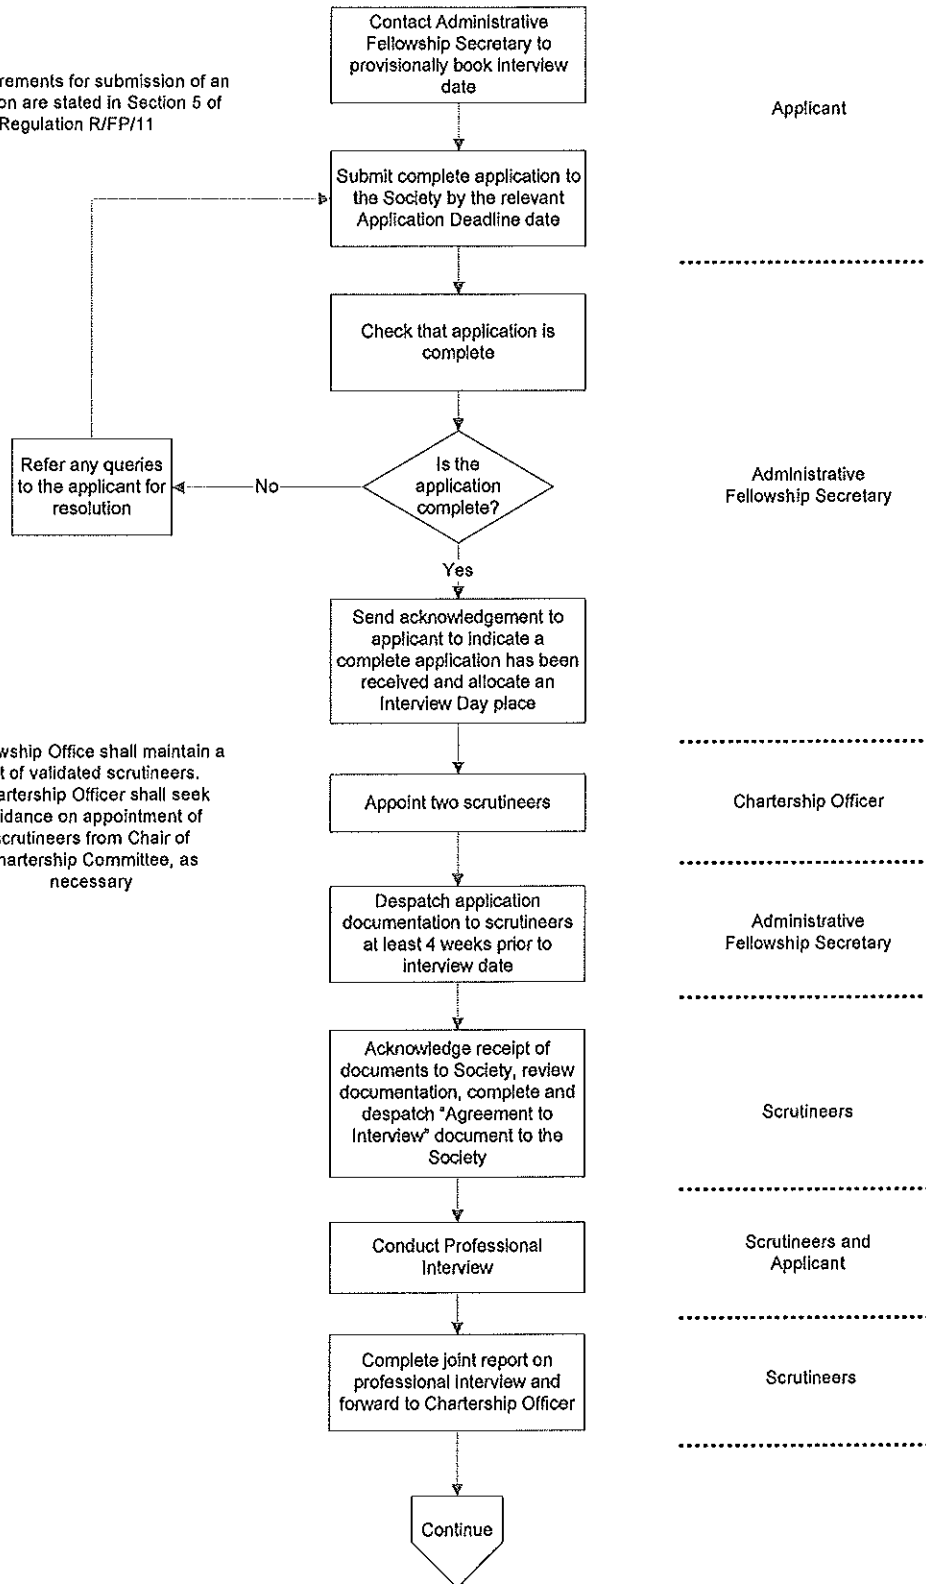 Contact Administrative
Fellowship Secretary to
provisionally book interview
date
rements for submission of an
on are stated in Section 5 of
Regulation R/FP/11
Applicant
Submit complete application to
the Society by the relevant
Application Deadline date
Check that application is
complete
Refer any queries
to the applicant for
resolution
No
Is the
application
complete?
Administrative
Fellowship Secretary
Yes
Send acknowledgement to
applicant to indicate a
complete application has been
received and allocate an
Interview Day place
wship Office shall maintain a
t of validated scrutineers.
artership Officer shall seek
idance on appointment of
scrutineers from Chair of
hartership Committee, as
necessary
Appoint two scrutineers
Chartership Officer
Despatch application
documentation to scrutineers
at least 4 weeks prior to
interview date
Administrative
Fellowship Secretary
Acknowledge receipt of
documents to Society, review
documentation, complete and
despatch "Agreement to
Interview" document to the
Society
Scrutineers
Conduct Professional
Interview
Scrutineers and
Applicant
Complete joint report on
professional interview and
forward to Chartership Officer
Scrutineers
Continue